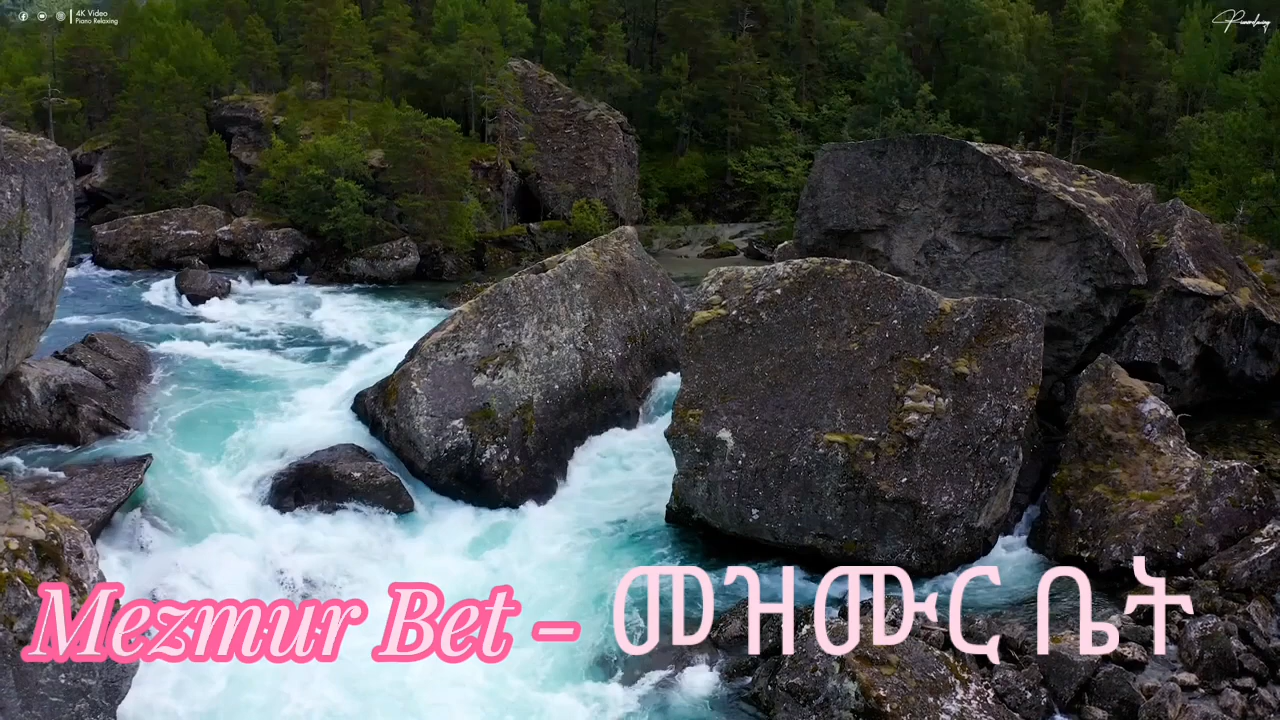 4K Video
Piano Relaxing
Mezmur Bet - መዝሙር ቤት